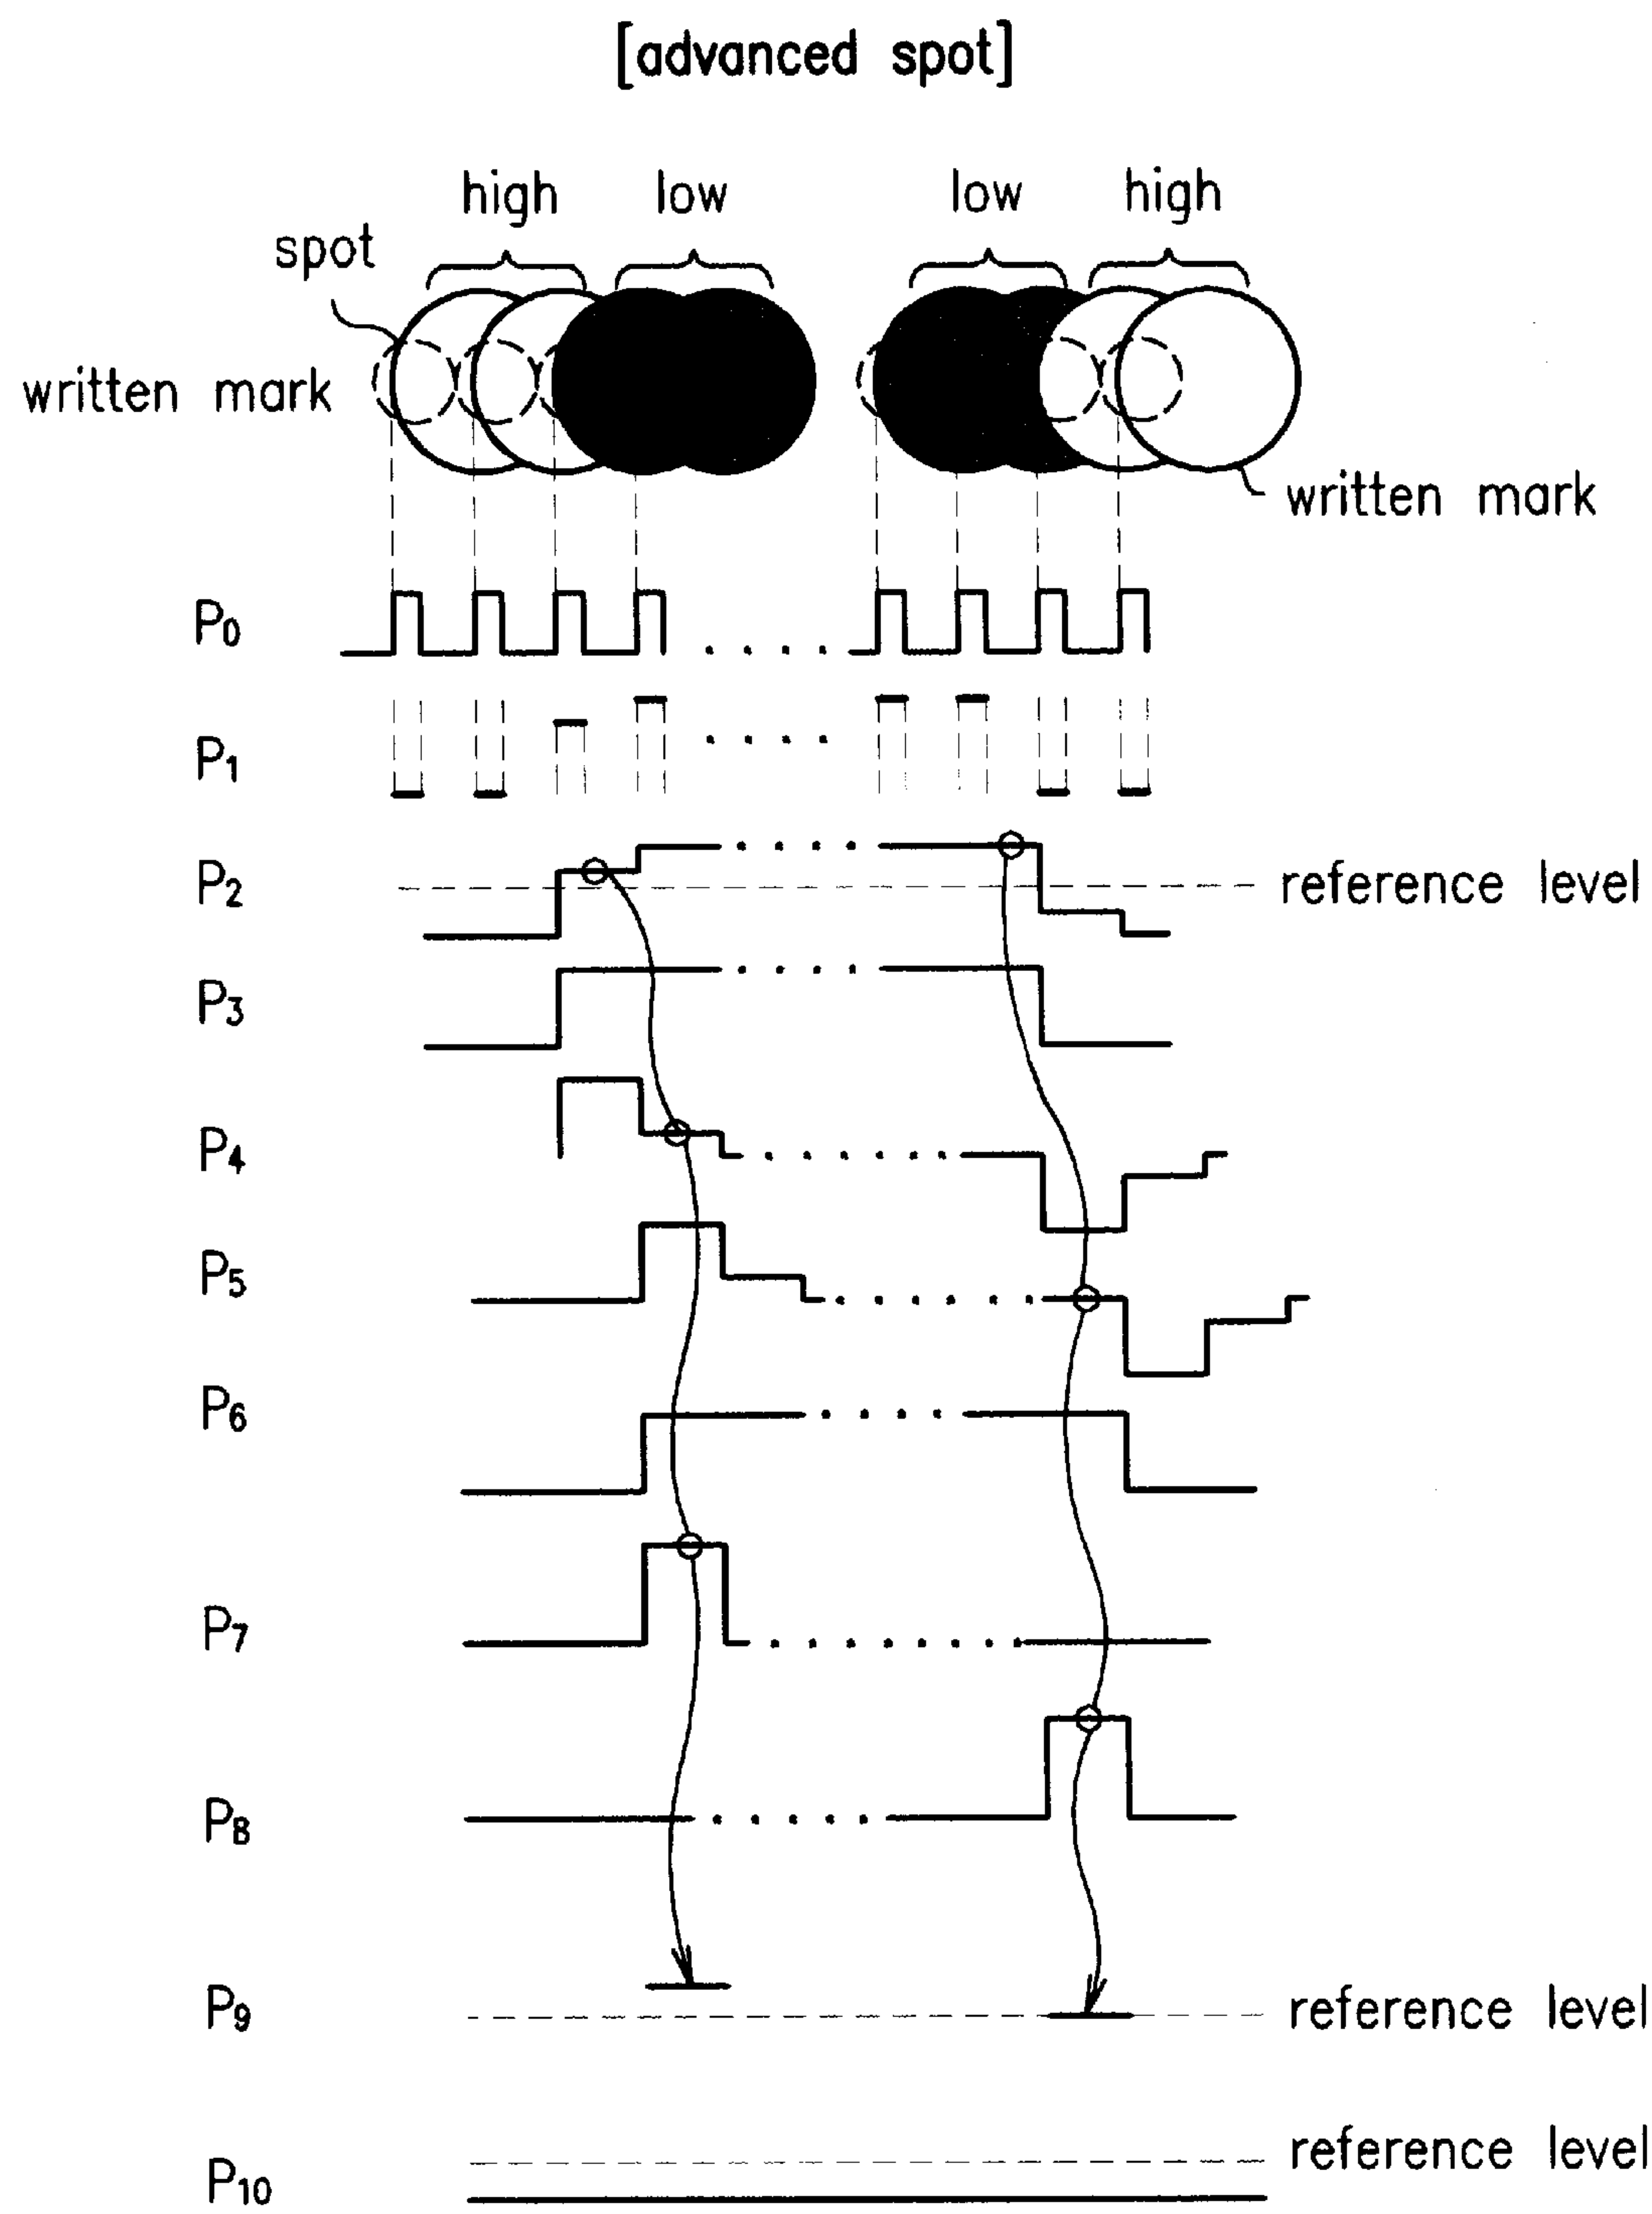 [advanced spot]
high low low high
spot
written mark
written mark
P0
P1
P2 reference level
P3
P4
P5
P6
P7
P8
P9 reference level
reference level
P10